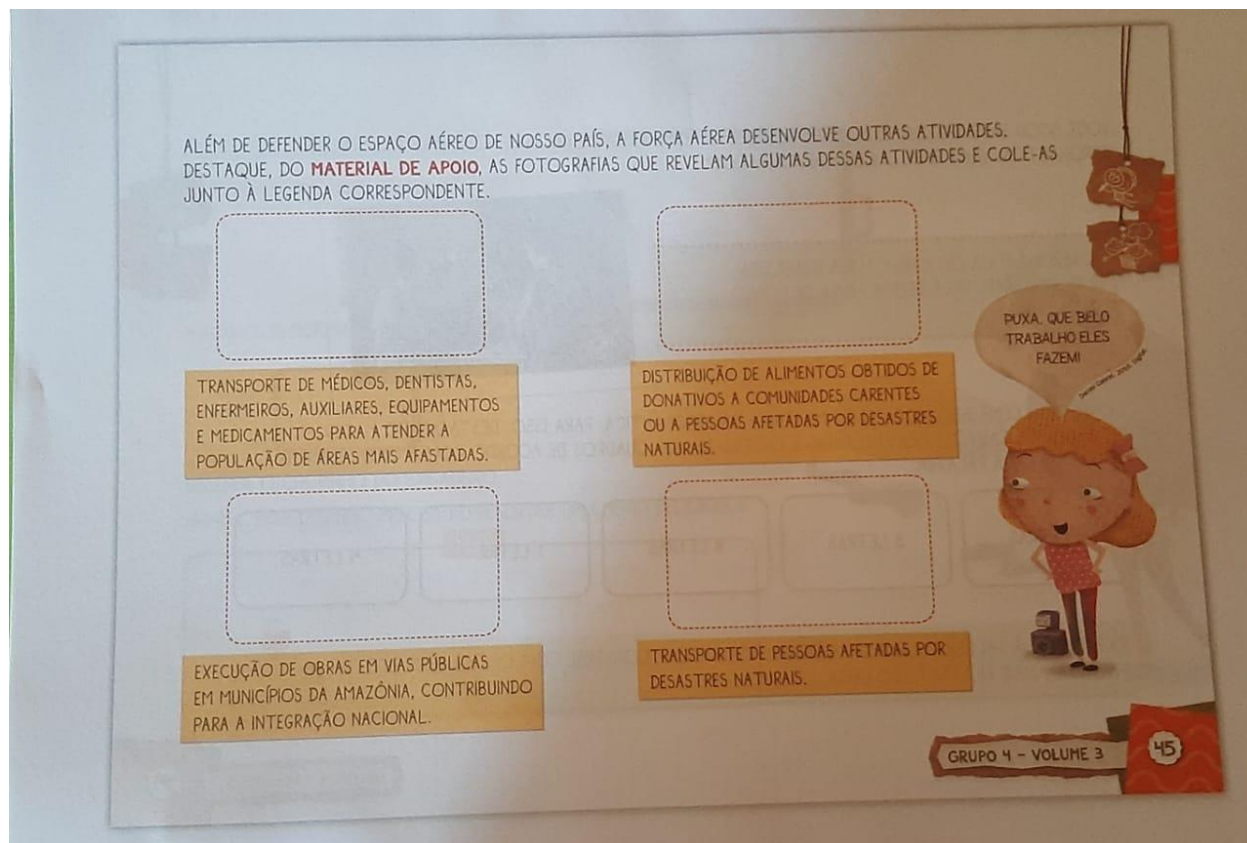 ALÉM DE DEFENDER O ESPAÇO AÉREO DE NOSSO PAÍS, A FORÇA AÉREA DESENVOLVE OUTRAS ATIVIDADES.
DESTAQUE, DO MATERIAL DE APOIO, AS FOTOGRAFIAS QUE REVELAM ALGUMAS DESSAS ATIVIDADES E COLE-AS
JUNTO À LEGENDA CORRESPONDENTE.
TRANSPORTE DE MÉDICOS, DENTISTAS,
ENFERMEIROS, AUXILIARES, EQUIPAMENTOS
E MEDICAMENTOS PARA ATENDER A
POPULAÇÃO DE ÁREAS MAIS AFASTADAS.
DISTRIBUIÇÃO DE ALIMENTOS OBTIDOS DE
DONATIVOS A COMUNIDADES CARENTES
OU A PESSOAS AFETADAS POR DESASTRES
NATURAIS.
PUXA, QUE BELO
TRABALHO ELES
FAZEM!
EXECUÇÃO DE OBRAS EM VIAS PÚBLICAS
EM MUNICÍPIOS DA AMAZÔNIA, CONTRIBUINDO
PARA A INTEGRAÇÃO NACIONAL.
TRANSPORTE DE PESSOAS AFETADAS POR
DESASTRES NATURAIS.
GRUPO 4 - VOLUME 3
45